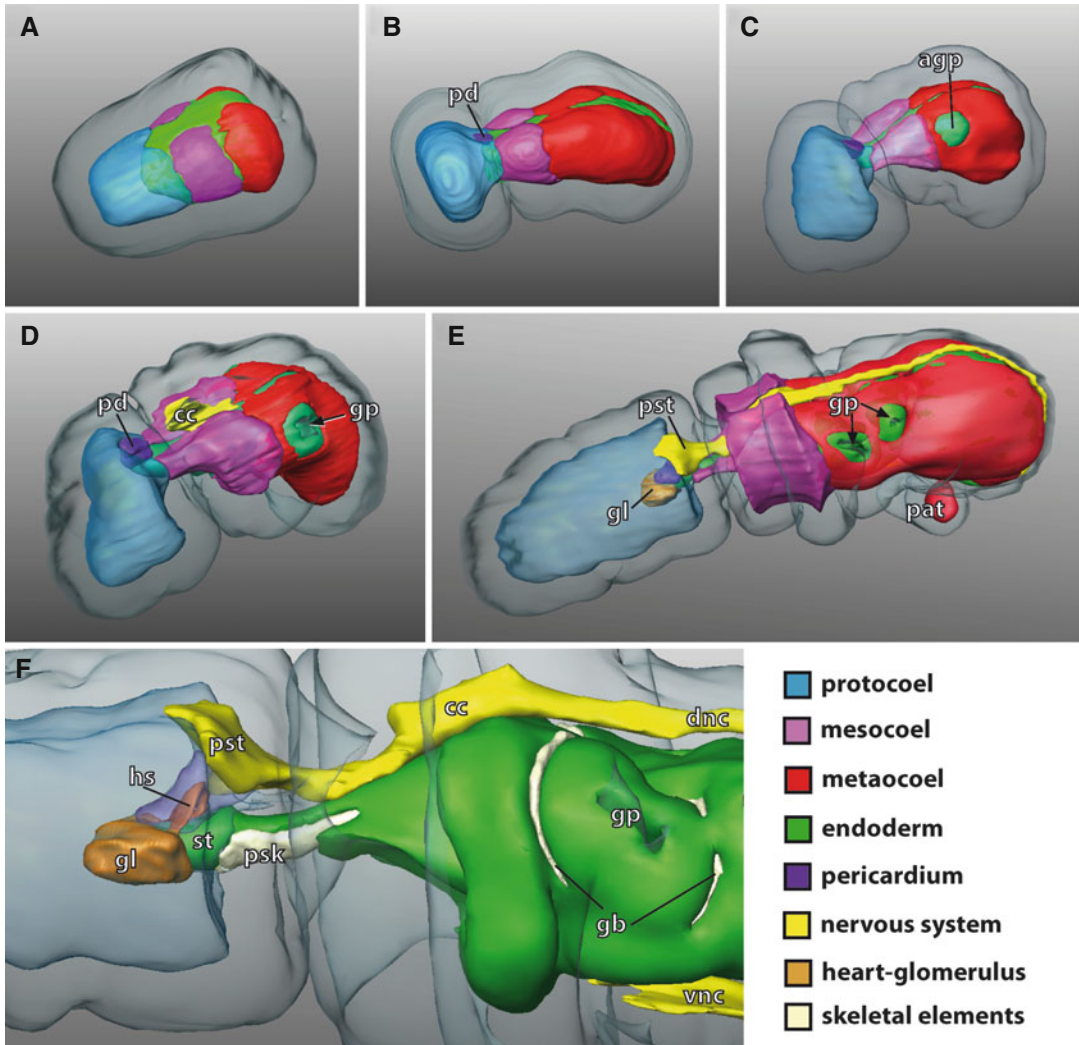 A
B
C
pd
agp
D
E
pd
cc
gp
pst
gp
gl
pat
F
pst
cc
dnc
hs
gp
gl
st
psk
gb
vnc
protocoel
mesocoel
metaocoel
endoderm
pericardium
nervous system
heart-glomerulus
skeletal elements